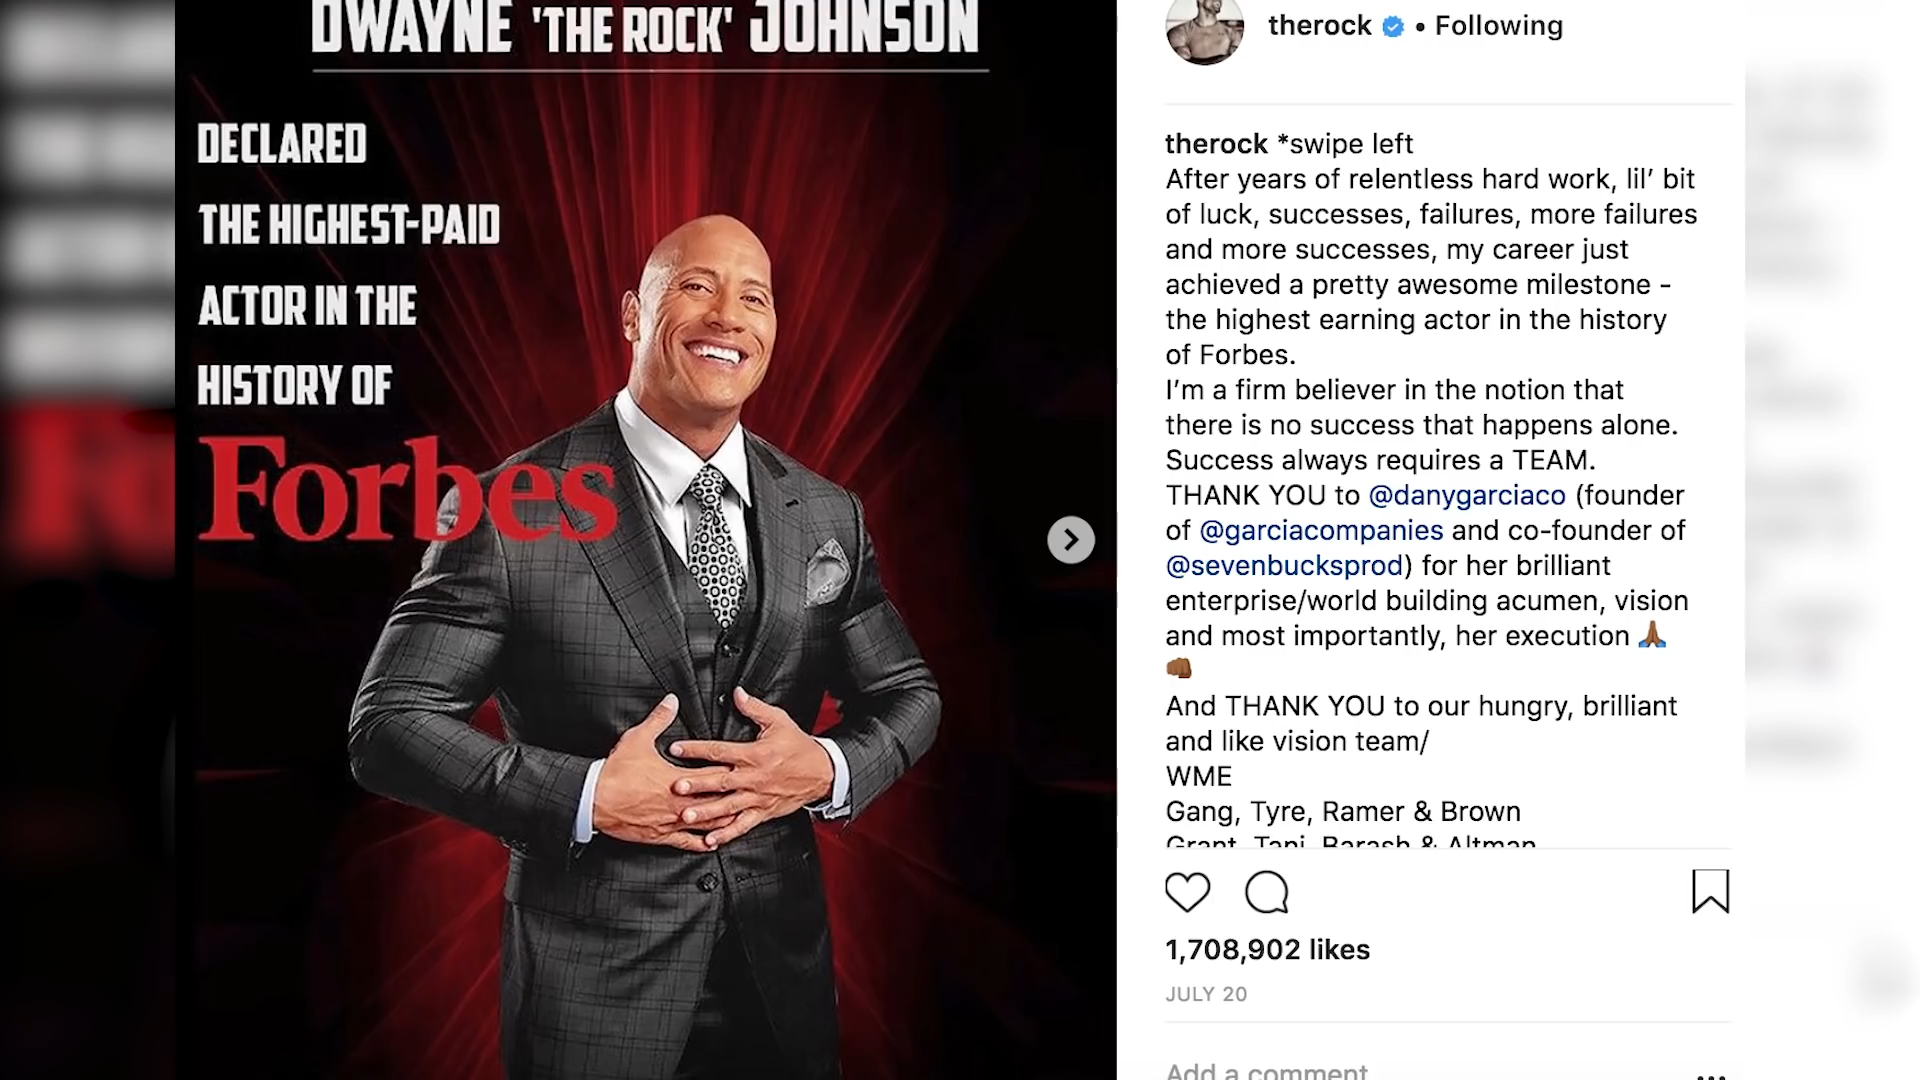 DWAYNE 'THE ROCK' JOHNSON
DECLARED
THE HIGHEST-PAID
ACTOR IN THE
HISTORY OF
Forbes
therock • Following
therock *swipe left
After years of relentless hard work, lil’ bit
of luck, successes, failures, more failures
and more successes, my career just
achieved a pretty awesome milestone -
the highest earning actor in the history
of Forbes.
I’m a firm believer in the notion that
there is no success that happens alone.
Success always requires a TEAM.
THANK YOU to @danygarciaco (founder
of @garciacompanies and co-founder of
@sevenbucksprod) for her brilliant
enterprise/world building acumen, vision
and most importantly, her execution 🙏🏾
👊🏾
And THANK YOU to our hungry, brilliant
and like vision team/
WME
Gang, Tyre, Ramer & Brown
Grant, Tani, Barash & Altman
1,708,902 likes
JULY 20
Add a comment